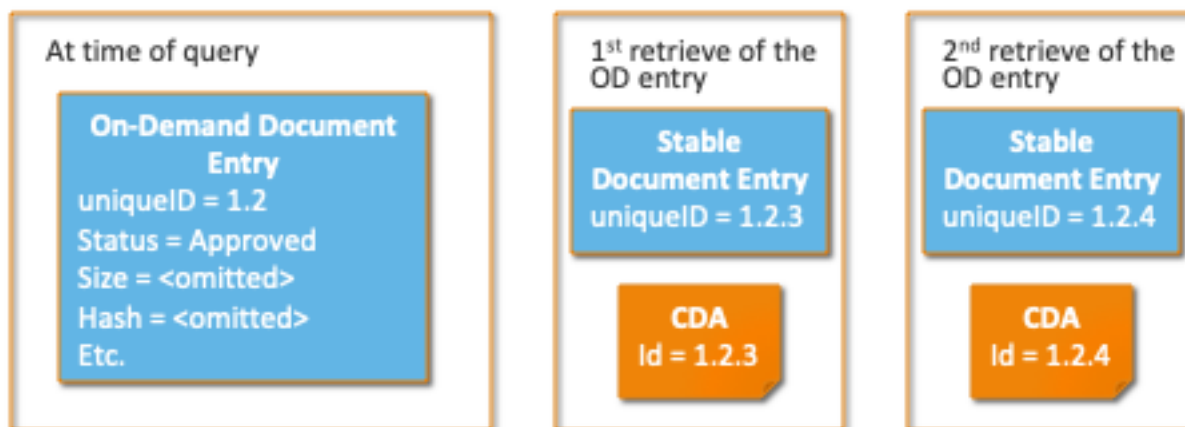 At time of query
On-Demand Document
Entry
uniqueID = 1.2
Status = Approved
Size = <omitted>
Hash = <omitted>
Etc.
1st retrieve of the
OD entry
Stable
Document Entry
uniqueID = 1.2.3
CDA
Id = 1.2.3
2nd retrieve of the
OD entry
Stable
Document Entry
uniqueID = 1.2.4
CDA
Id = 1.2.4